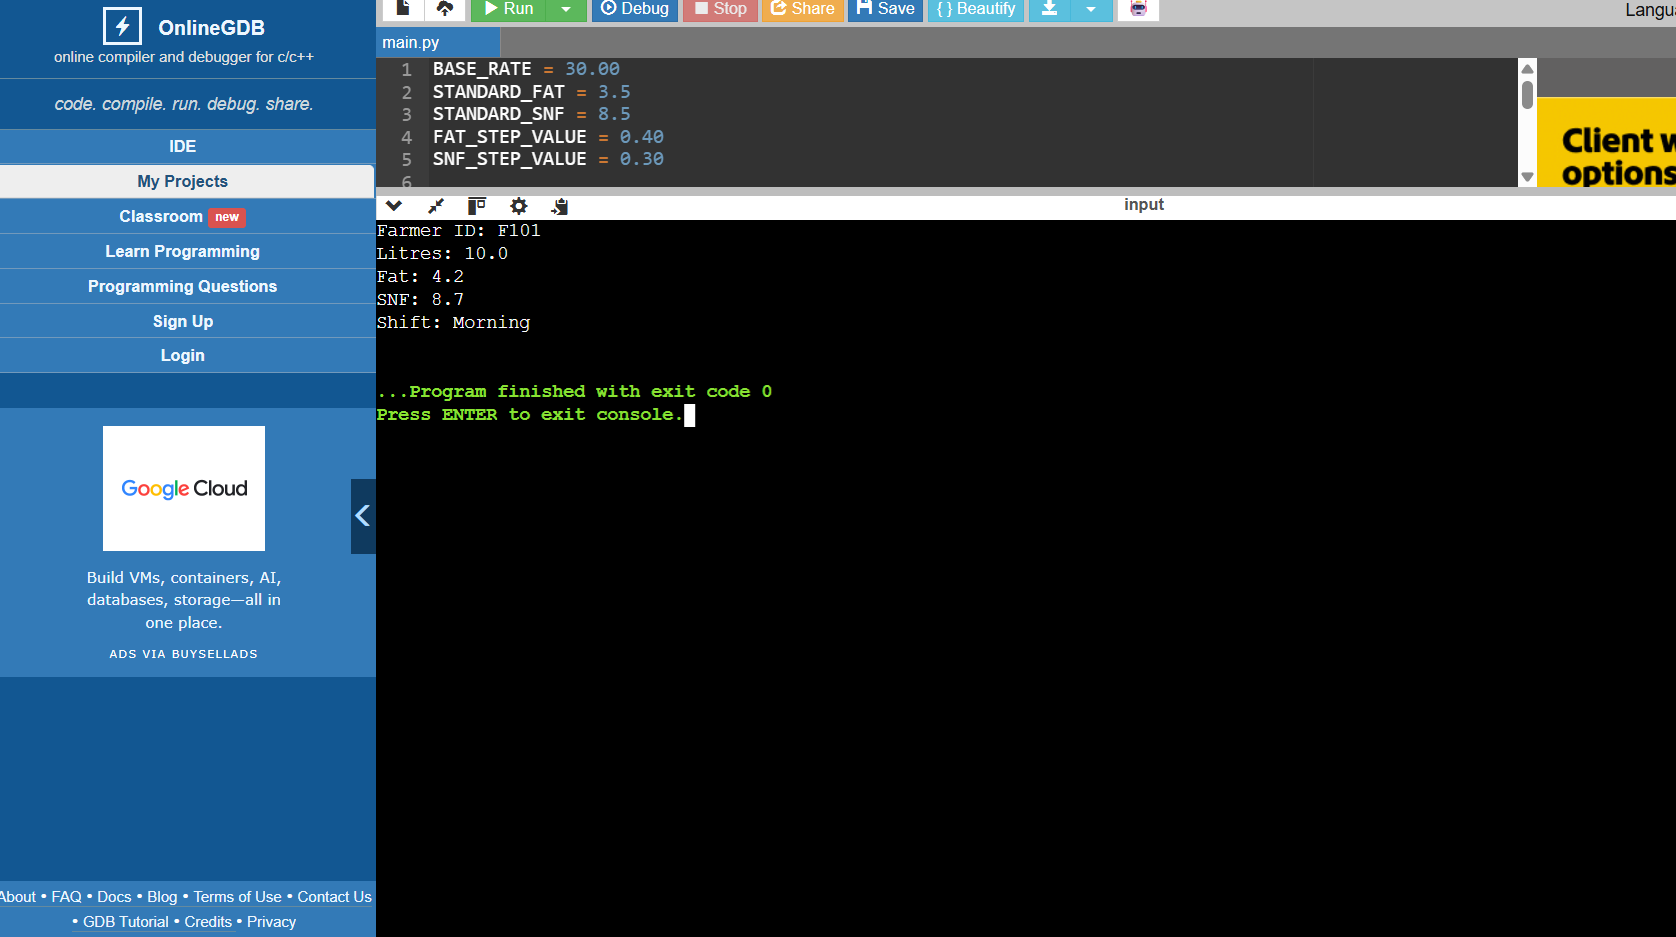 OnlineGDB
online compiler and debugger for c/c++
code. compile. run. debug. share.
IDE
My Projects
Classroom new
Learn Programming
Programming Questions
Sign Up
Login
Google Cloud
Build VMs, containers, AI,
databases, storage—all in
one place.
ADS VIA BUYSELLADS
About • FAQ • Docs • Blog • Terms of Use • Contact Us
• GDB Tutorial • Credits • Privacy
Run Debug Stop Share Save { } Beautify
main.py
1 BASE_RATE = 30.00
2 STANDARD_FAT = 3.5
3 STANDARD_SNF = 8.5
4 FAT_STEP_VALUE = 0.40
5 SNF_STEP_VALUE = 0.30
6
Client
options
input
Farmer ID: F101
Litres: 10.0
Fat: 4.2
SNF: 8.7
Shift: Morning
...Program finished with exit code 0
Press ENTER to exit console.